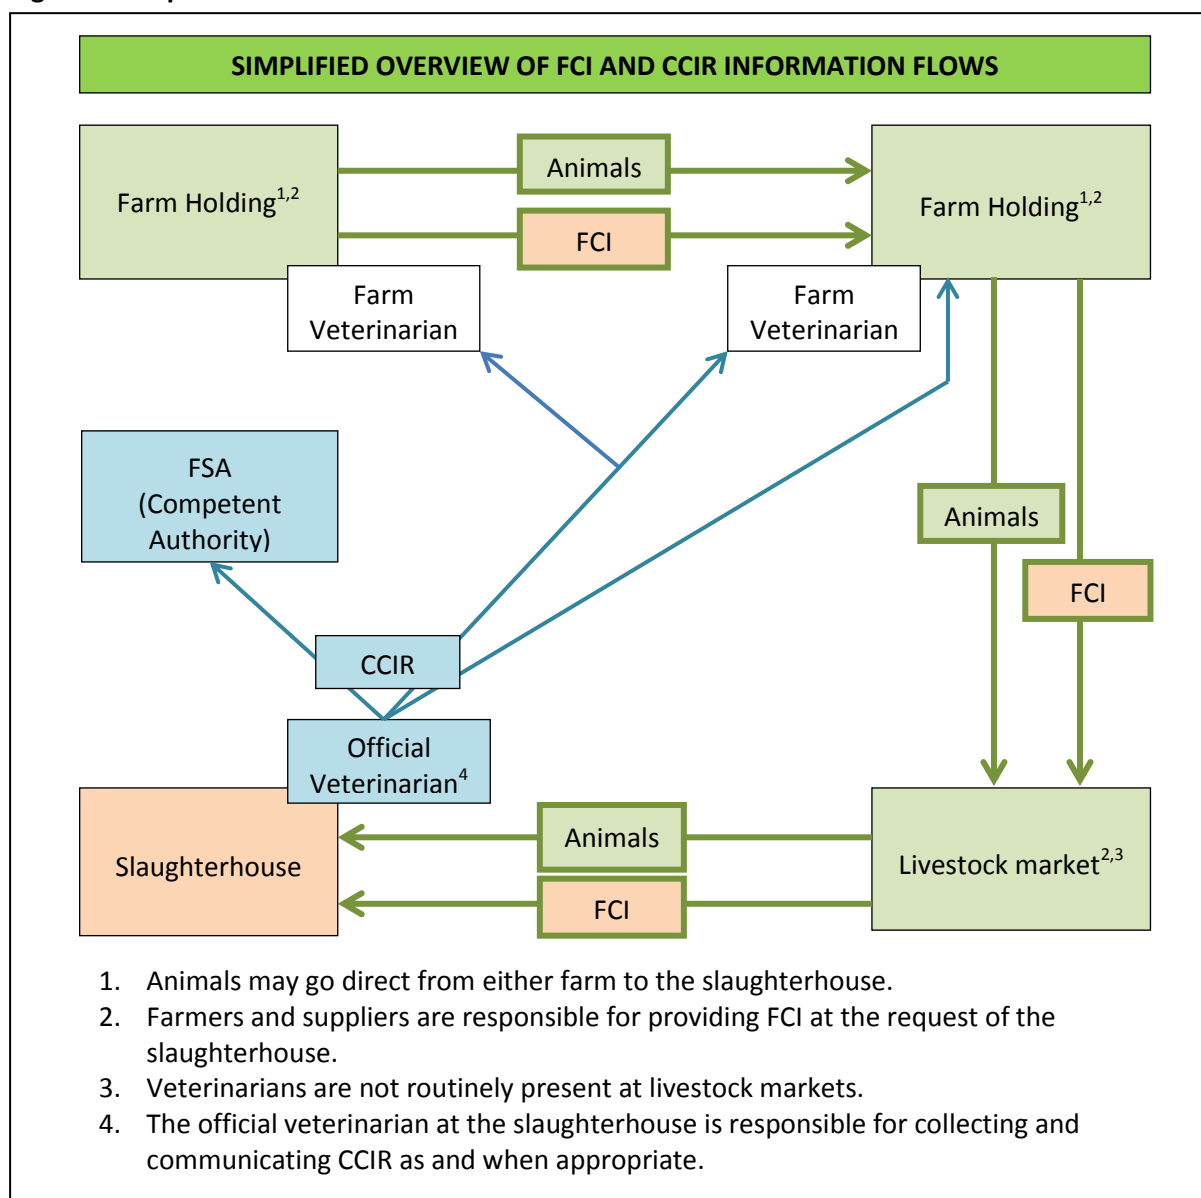 SIMPLIFIED OVERVIEW OF FCI AND CCIR INFORMATION FLOWS
Farm Holding1,2
Animals
FCI
Farm Holding1,2
Farm
Veterinarian
Farm
Veterinarian
FSA
(Competent
Authority)
Animals
FCI
CCIR
Official
Veterinarian4
Slaughterhouse
Animals
FCI
Livestock market2,3
1. Animals may go direct from either farm to the slaughterhouse.
2. Farmers and suppliers are responsible for providing FCI at the request of the
slaughterhouse.
3. Veterinarians are not routinely present at livestock markets.
4. The official veterinarian at the slaughterhouse is responsible for collecting and
communicating CCIR as and when appropriate.